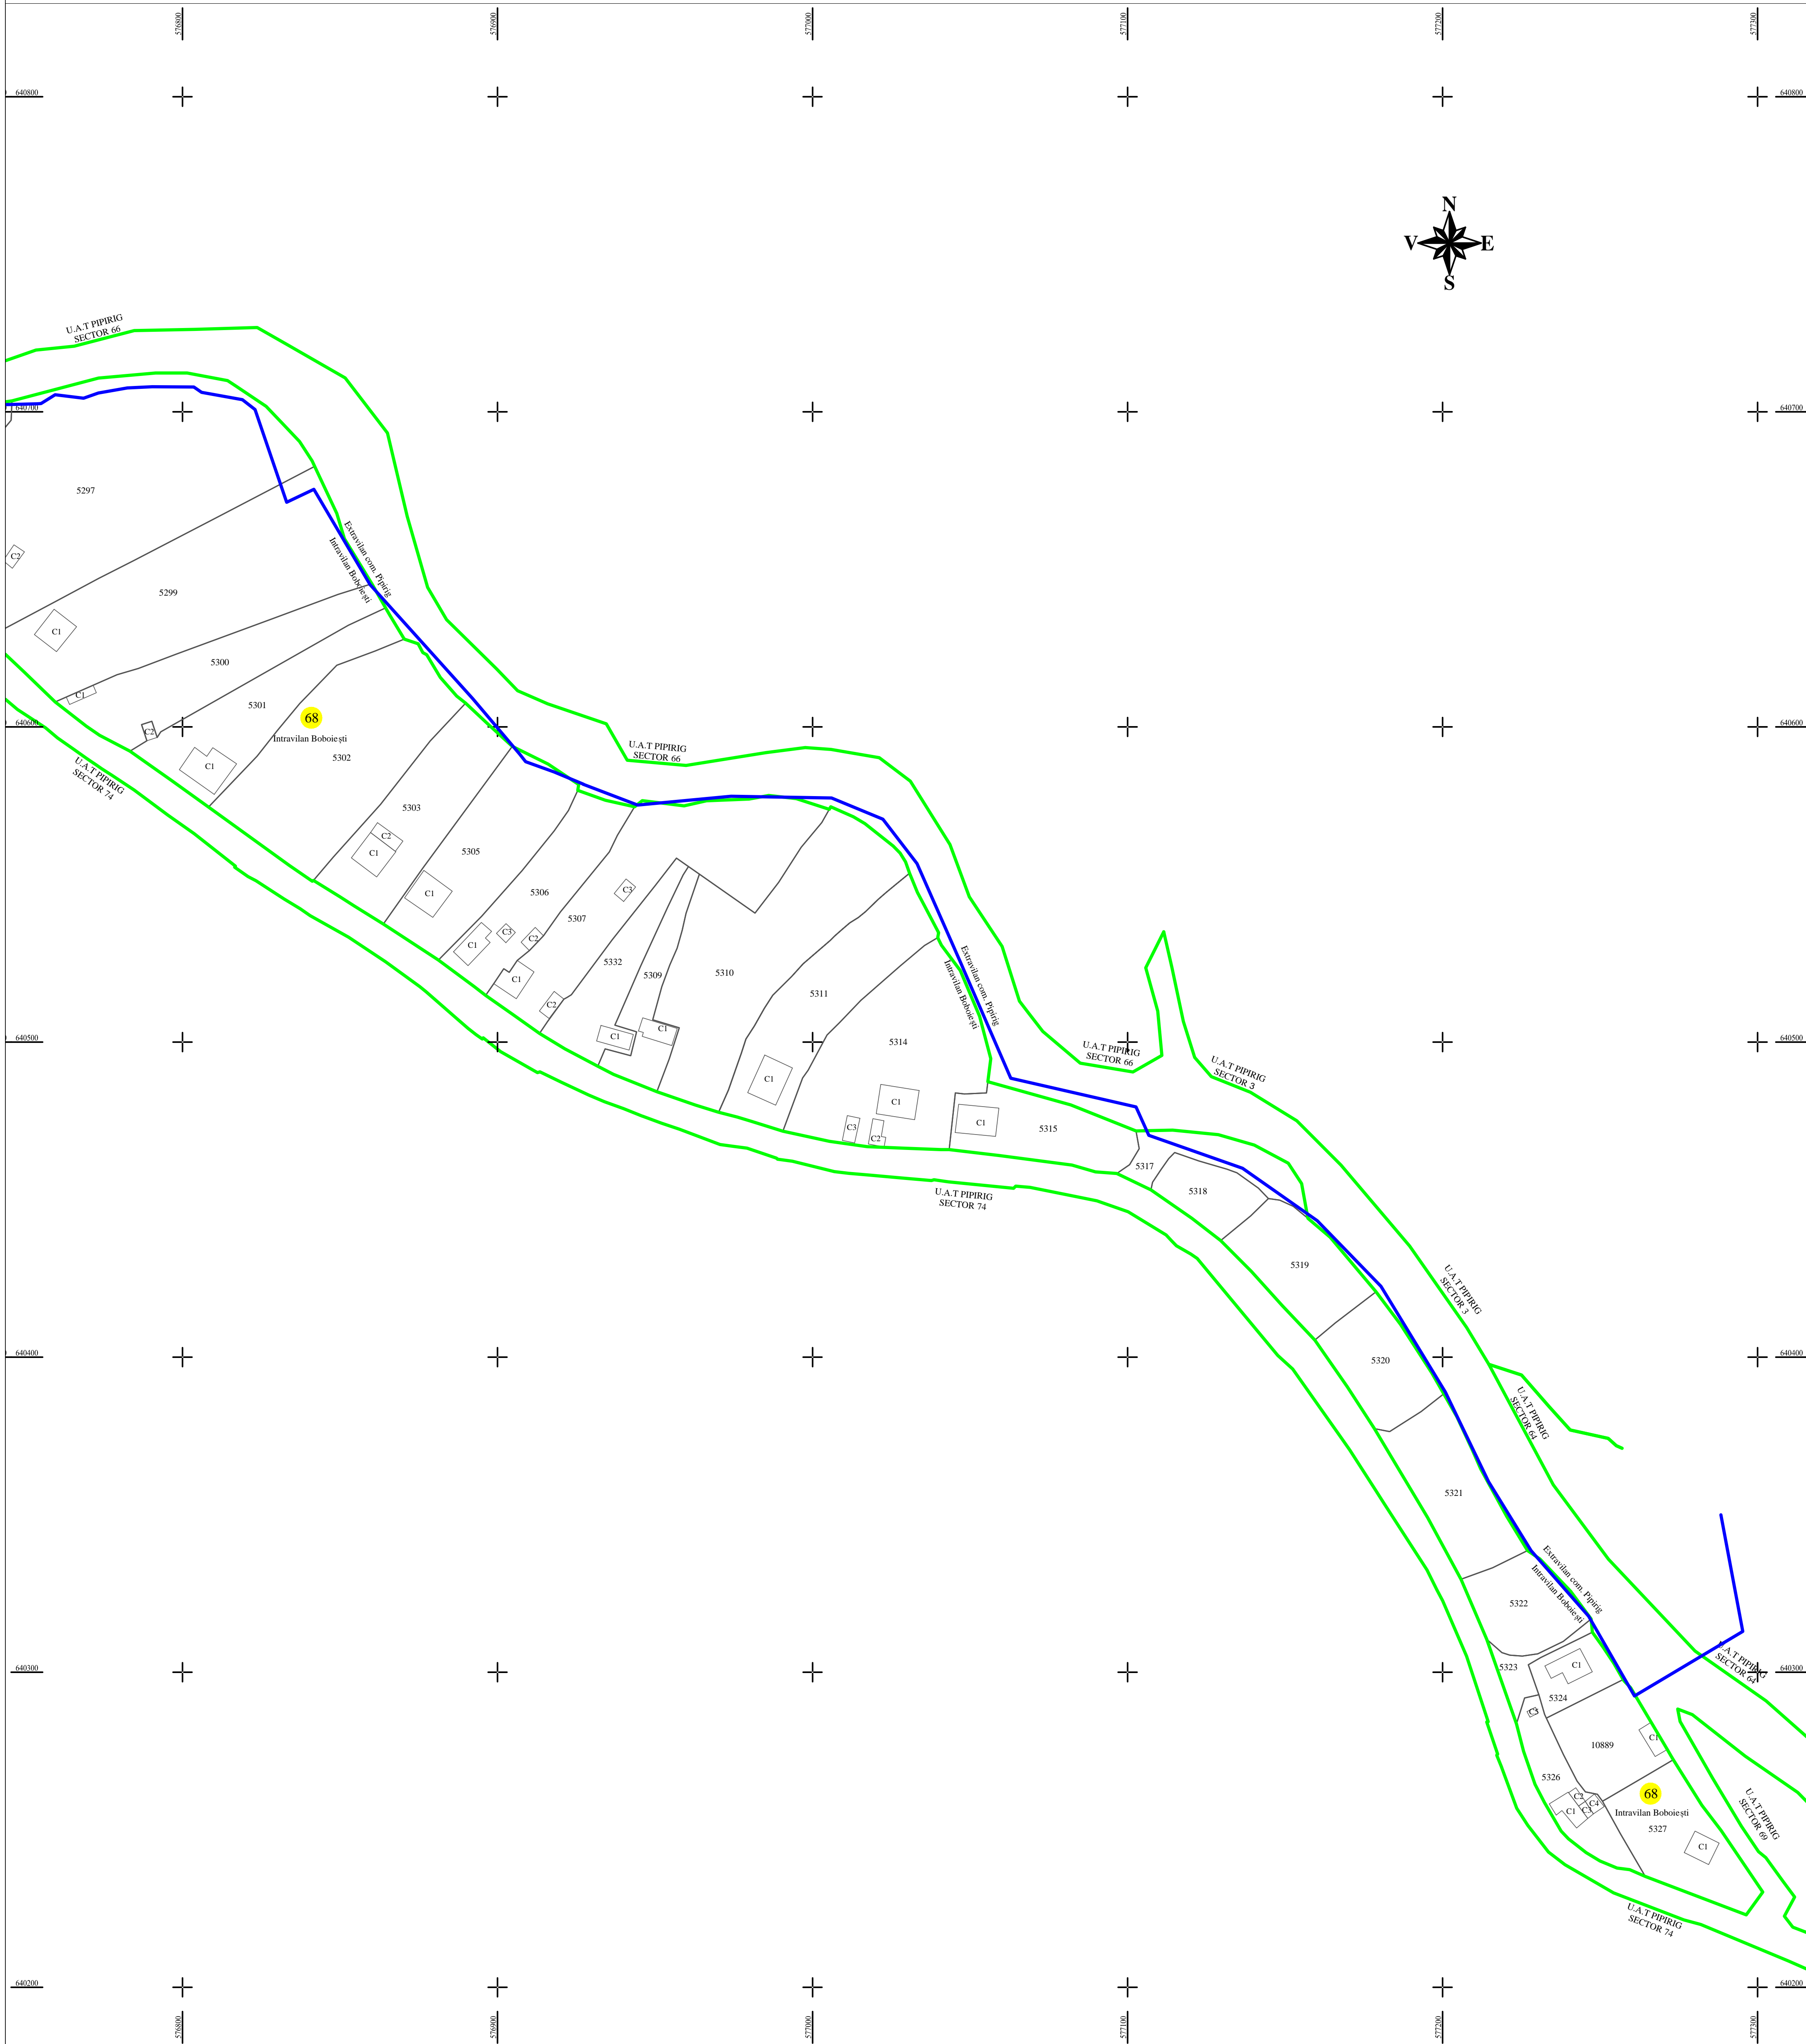 576800
576900
577000
577100
577200
577300
640800
640800
N
V
E
S
U.A.T PIPIRIG
SECTOR 66
640700
640700
5297
Extravilan com. Pipirig
Intravilan Boboiești
C2
5299
C1
5300
C1
5301
68
Intravilan Boboiești
640600
640600
C2
U.A.T PIPIRIG
SECTOR 66
5302
C1
U.A.T PIPIRIG
SECTOR 74
5303
C2
C1
5305
C1
5306
C3
5307
C3
C2
C1
C1
5332
5309
5310
5311
C2
C1
C1
Extravilan com. Pipirig
Intravilan Boboiești
640500
640500
5314
U.A.T PIPIRIG
SECTOR 66
U.A.T PIPIRIG
SECTOR 3
C1
C1
C3
C2
C1
5315
5317
5318
U.A.T PIPIRIG
SECTOR 74
5319
U.A.T PIPIRIG
SECTOR 3
640400
640400
5320
U.A.T PIPIRIG
SECTOR 64
5321
Extravilan com. Pipirig
Intravilan Boboiești
5322
640300
640300
U.A.T PIPIRIG
SECTOR 64
5323
C1
5324
C3
C1
10889
5326
68
Intravilan Boboiești
C2
C4
C1
C3
5327
C1
U.A.T PIPIRIG
SECTOR 69
U.A.T PIPIRIG
SECTOR 74
640200
640200
576800
576900
577000
577100
577200
577300